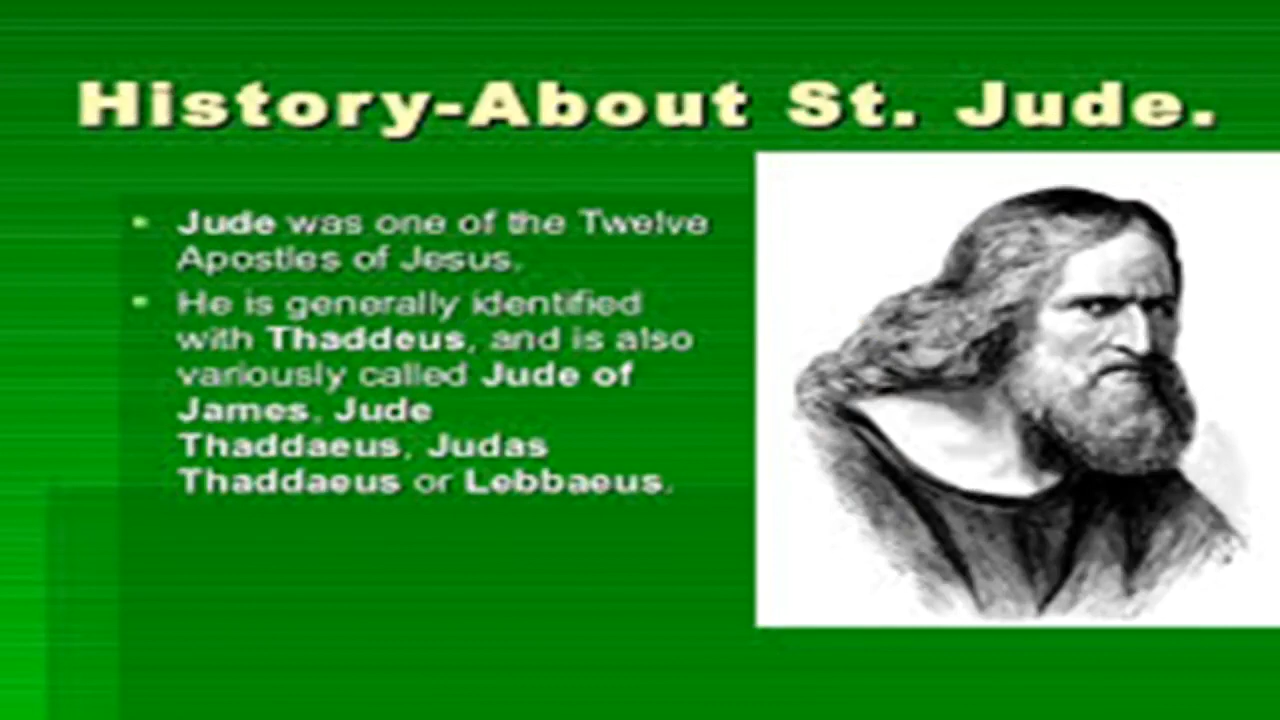 History-About St. Jude.
Jude was one of the Twelve
Apostles of Jesus.
He is generally identified
with Thaddeus, and is also
variously called Jude of
James, Jude
Thaddaeus, Judas
Thaddaeus or Lebbaeus.